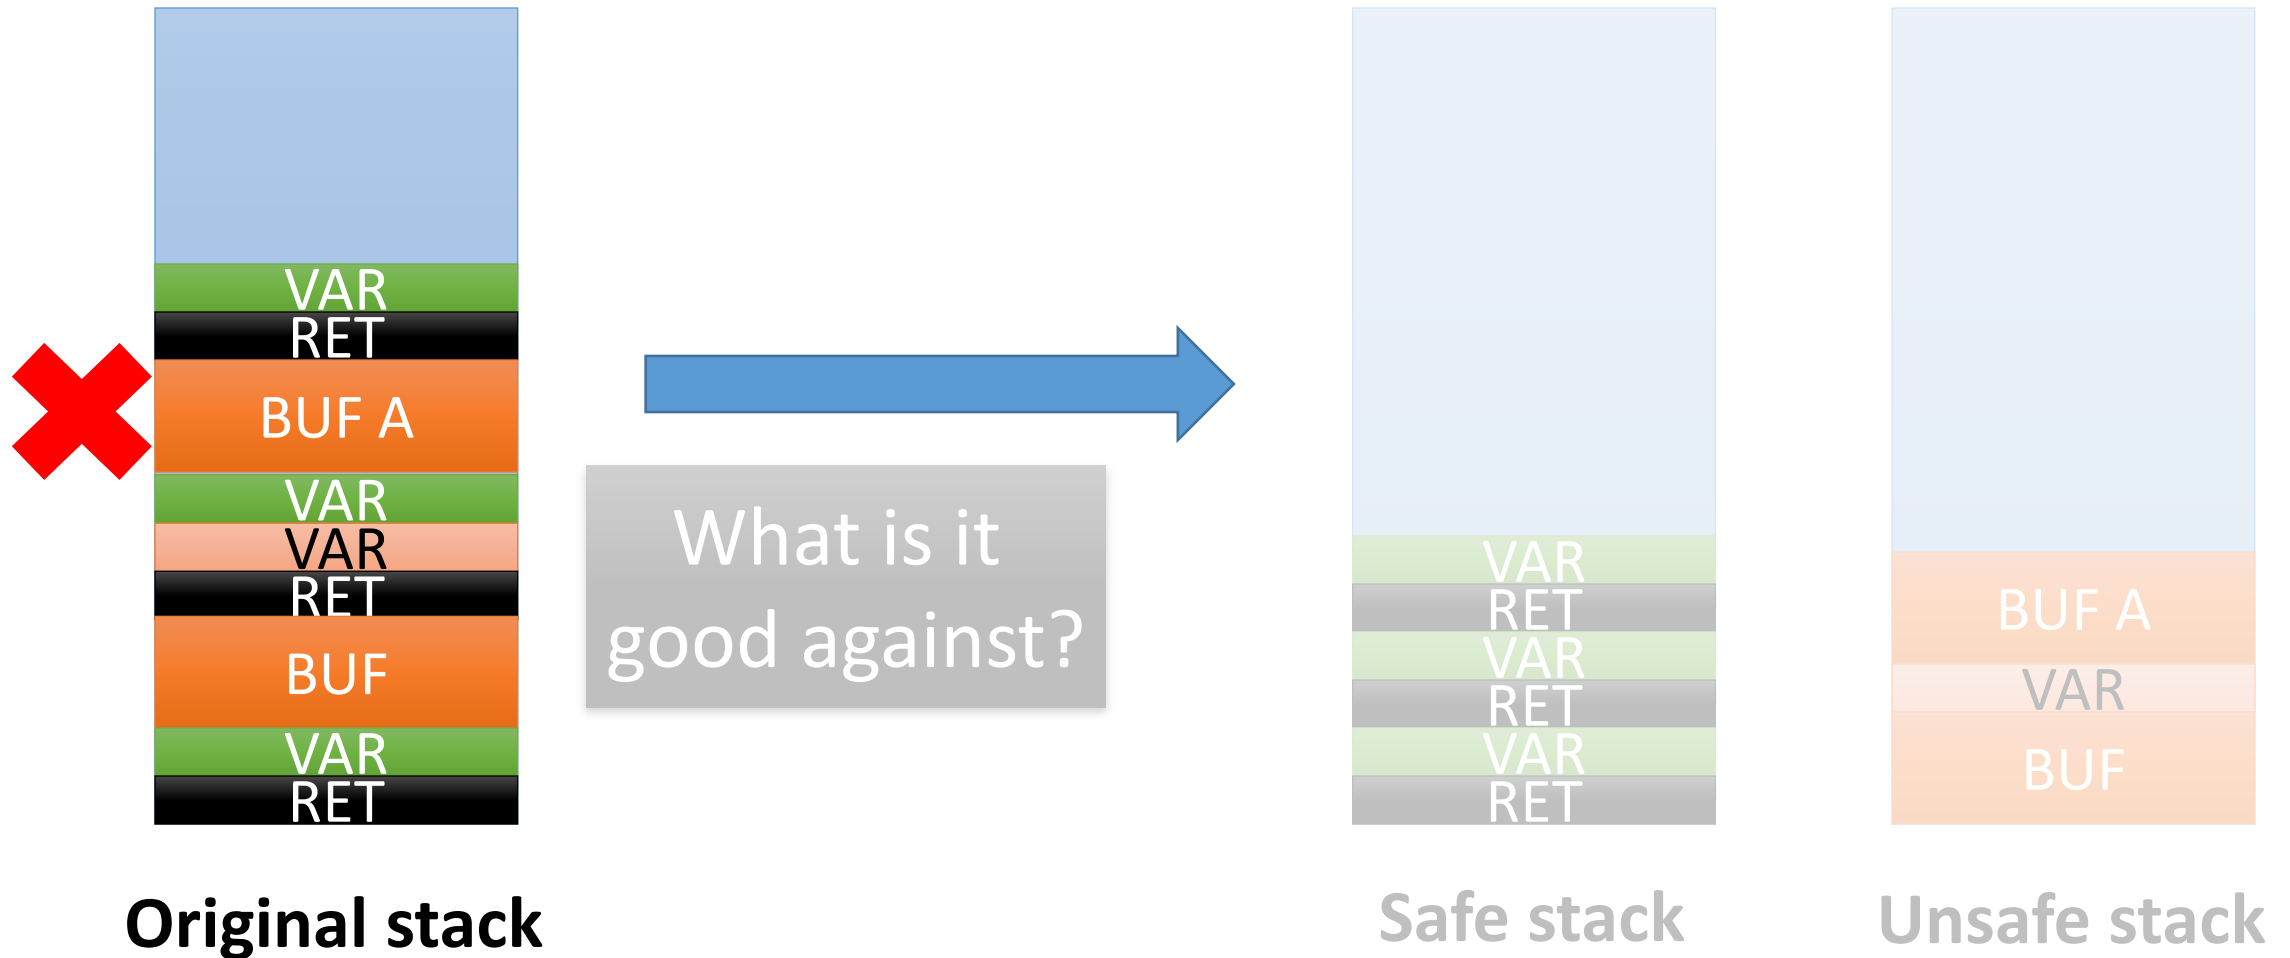 VAR
RET
BUF A
VAR
VAR
RET
BUF
VAR
RET
Original stack
What is it
good against?
VAR
RET
VAR
RET
VAR
RET
Safe stack
BUF A
VAR
BUF
Unsafe stack